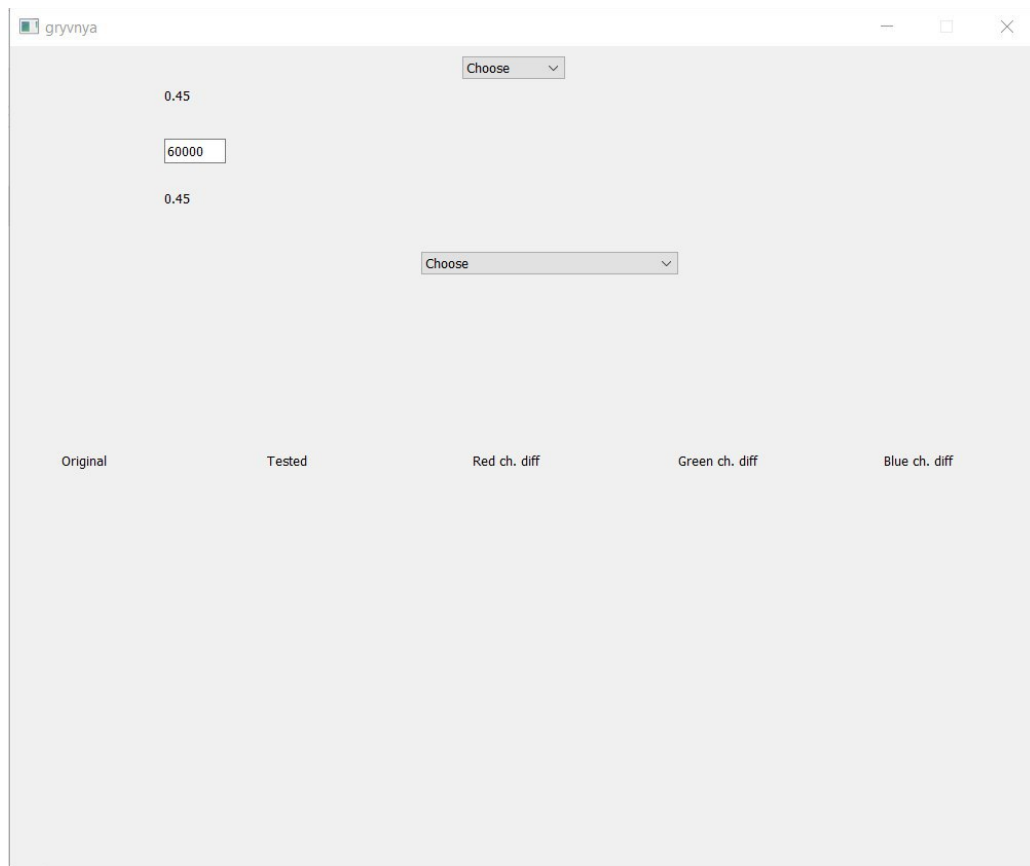 gryvnya
Choose
0.45
60000
0.45
Choose
Original Tested Red ch. diff Green ch. diff Blue ch. diff